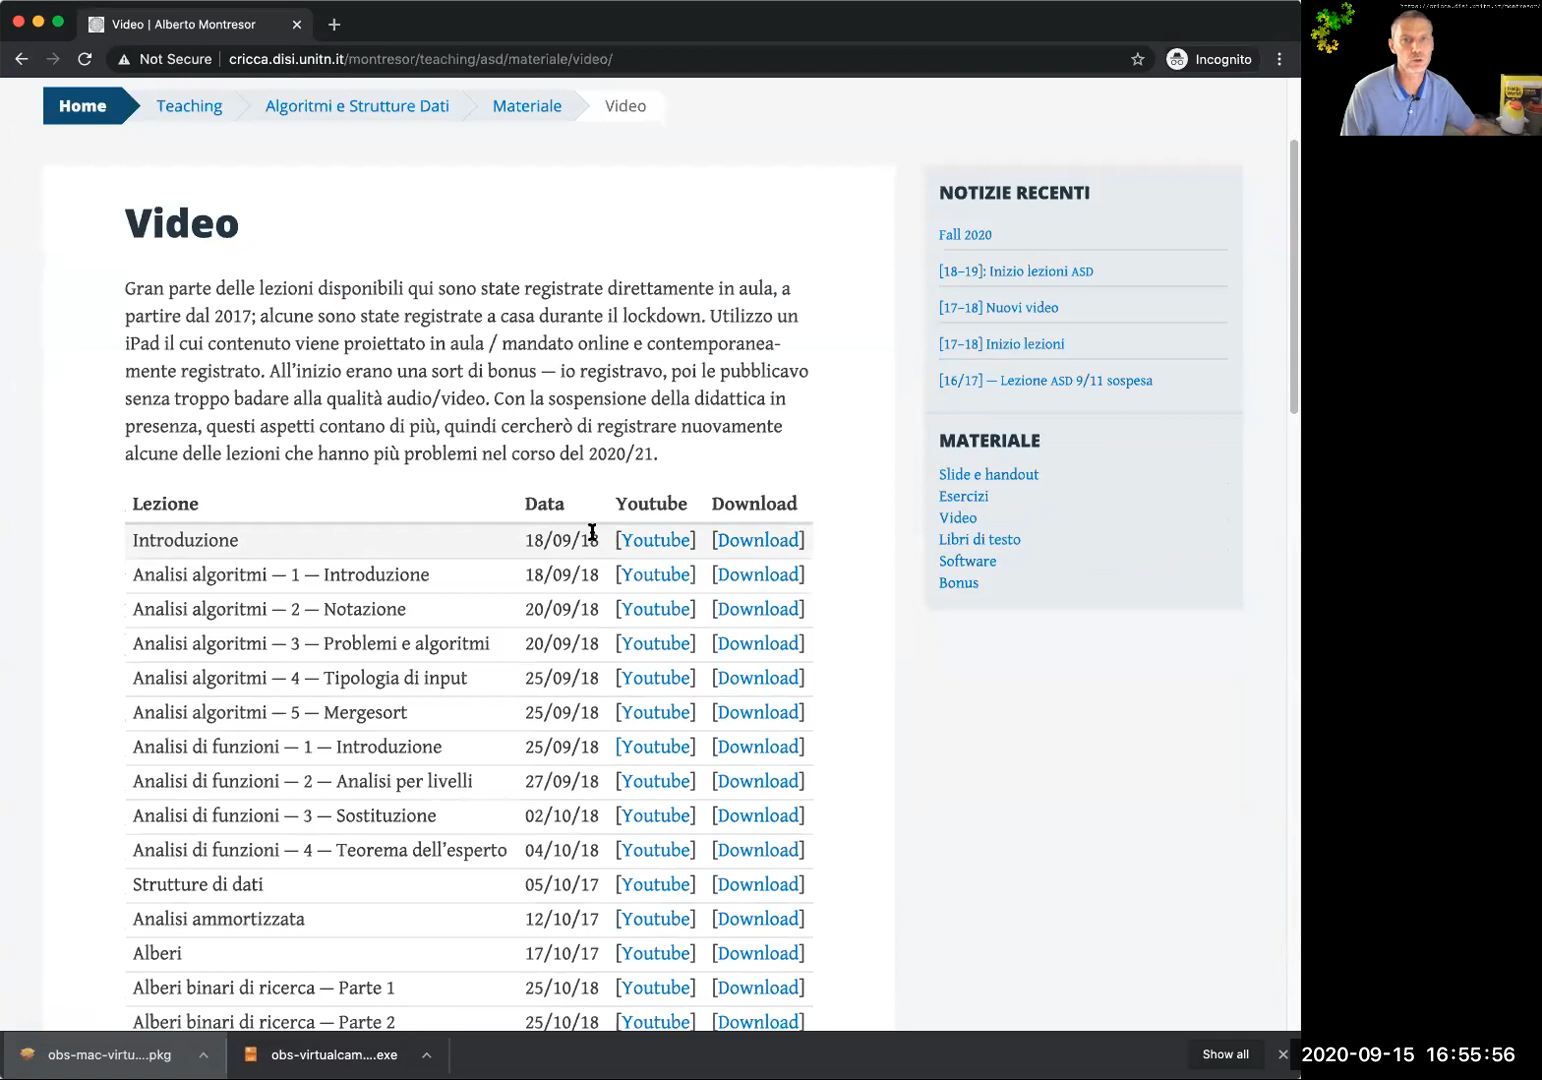 Video | Alberto Montresor
Not Secure
cricca.disi.unitn.it/montresor/teaching/asd/materiale/video/
Incognito
https://cricca.disi.unitn.it/montresor/
Home
Teaching
Algoritmi e Strutture Dati
Materiale
Video
Video
Gran parte delle lezioni disponibili qui sono state registrate direttamente in aula, a
partire dal 2017; alcune sono state registrate a casa durante il lockdown. Utilizzo un
iPad il cui contenuto viene proiettato in aula / mandato online e contemporanea-
mente registrato. All'inizio erano una sort di bonus — io registravo, poi le pubblicavo
senza troppo badare alla qualità audio/video. Con la sospensione della didattica in
presenza, questi aspetti contano di più, quindi cercherò di registrare nuovamente
alcune delle lezioni che hanno più problemi nel corso del 2020/21.
Lezione Data Youtube Download
Introduzione 18/09/18 [Youtube] [Download]
Analisi algoritmi — 1 — Introduzione 18/09/18 [Youtube] [Download]
Analisi algoritmi — 2 — Notazione 20/09/18 [Youtube] [Download]
Analisi algoritmi — 3 — Problemi e algoritmi 20/09/18 [Youtube] [Download]
Analisi algoritmi — 4 — Tipologia di input 25/09/18 [Youtube] [Download]
Analisi algoritmi — 5 — Mergesort 25/09/18 [Youtube] [Download]
Analisi di funzioni — 1 — Introduzione 25/09/18 [Youtube] [Download]
Analisi di funzioni — 2 — Analisi per livelli 27/09/18 [Youtube] [Download]
Analisi di funzioni — 3 — Sostituzione 02/10/18 [Youtube] [Download]
Analisi di funzioni — 4 — Teorema dell'esperto 04/10/18 [Youtube] [Download]
Strutture di dati 05/10/17 [Youtube] [Download]
Analisi ammortizzata 12/10/17 [Youtube] [Download]
Alberi 17/10/17 [Youtube] [Download]
Alberi binari di ricerca — Parte 1 25/10/18 [Youtube] [Download]
Alberi binari di ricerca — Parte 2 25/10/18 [Youtube] [Download]
NOTIZIE RECENTI
Fall 2020
[18–19]: Inizio lezioni ASD
[17–18] Nuovi video
[17–18] Inizio lezioni
[16/17] — Lezione ASD 9/11 sospesa
MATERIALE
Slide e handout
Esercizi
Video
Libri di testo
Software
Bonus
obs-mac-virtu....pkg
obs-virtualcam....exe
Show all
2020-09-15 16:55:56